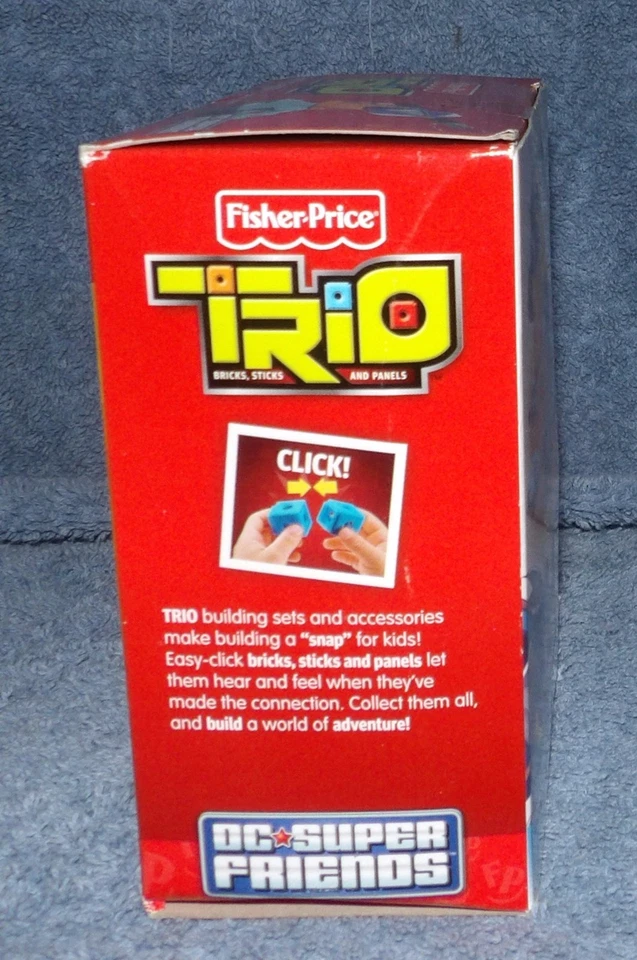 Fisher-Price
TRIO
BRICKS, STICKS AND PANELS
CLICK!
TRIO building sets and accessories
make building a "snap" for kids!
Easy-click bricks, sticks and panels let
them hear and feel when they've
made the connection. Collect them all,
and build a world of adventure!
DC SUPER
FRIENDS
FP